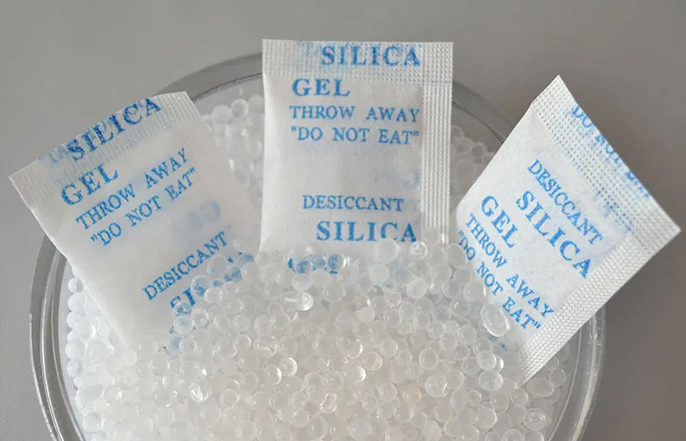 SILICA
GEL
THROW AWAY
"DO NOT EAT"
DESICCANT
SILICA
SILICA
GEL
THROW AWAY
"DO NOT EAT"
DESICCANT
SILICA
DESICCANT
SILICA
GEL
THROW AWAY
"DO NOT EAT"